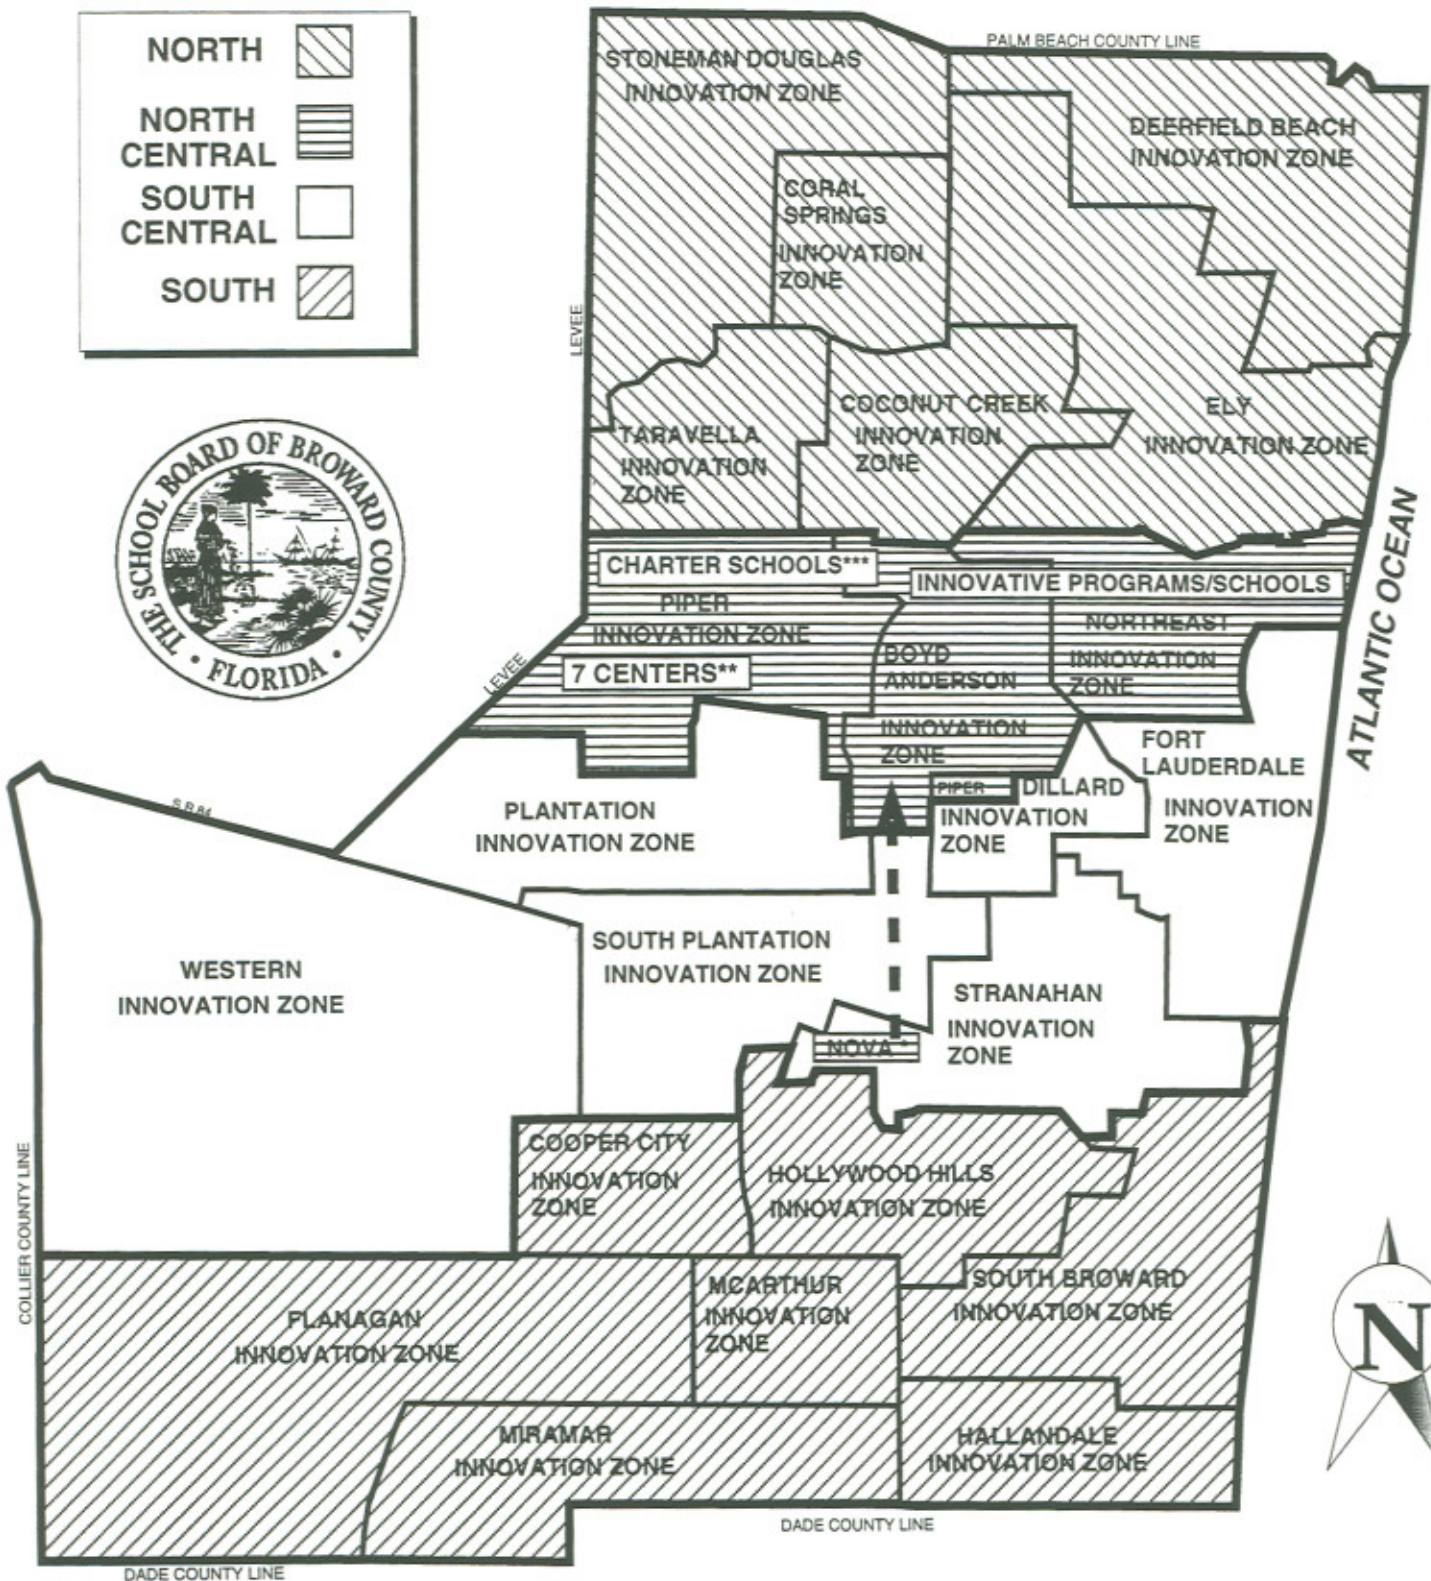 NORTH
NORTH
CENTRAL
SOUTH
CENTRAL
SOUTH
THE SCHOOL BOARD OF BROWARD COUNTY
• FLORIDA •
PALM BEACH COUNTY LINE
STONEMAN DOUGLAS
INNOVATION ZONE
DEERFIELD BEACH
INNOVATION ZONE
CORAL
SPRINGS
INNOVATION
ZONE
LEVEE
TARAVELLA
INNOVATION
ZONE
COCONUT CREEK
INNOVATION
ZONE
ELY
INNOVATION ZONE
ATLANTIC OCEAN
CHARTER SCHOOLS***
INNOVATIVE PROGRAMS/SCHOOLS
PIPER
INNOVATION ZONE
7 CENTERS**
LEVEE
BOYD
ANDERSON
INNOVATION
ZONE
NORTHEAST
INNOVATION
ZONE
FORT
LAUDERDALE
INNOVATION
ZONE
PIPER
DILLARD
INNOVATION
ZONE
S.R.84
PLANTATION
INNOVATION ZONE
WESTERN
INNOVATION ZONE
SOUTH PLANTATION
INNOVATION ZONE
STRANAHAN
INNOVATION
ZONE
NOVA *
COLLIER COUNTY LINE
COOPER CITY
INNOVATION
ZONE
HOLLYWOOD HILLS
INNOVATION ZONE
FLANAGAN
INNOVATION ZONE
MCARTHUR
INNOVATION
ZONE
SOUTH BROWARD
INNOVATION ZONE
MIRAMAR
INNOVATION ZONE
HALLANDALE
INNOVATION ZONE
N
DADE COUNTY LINE
DADE COUNTY LINE